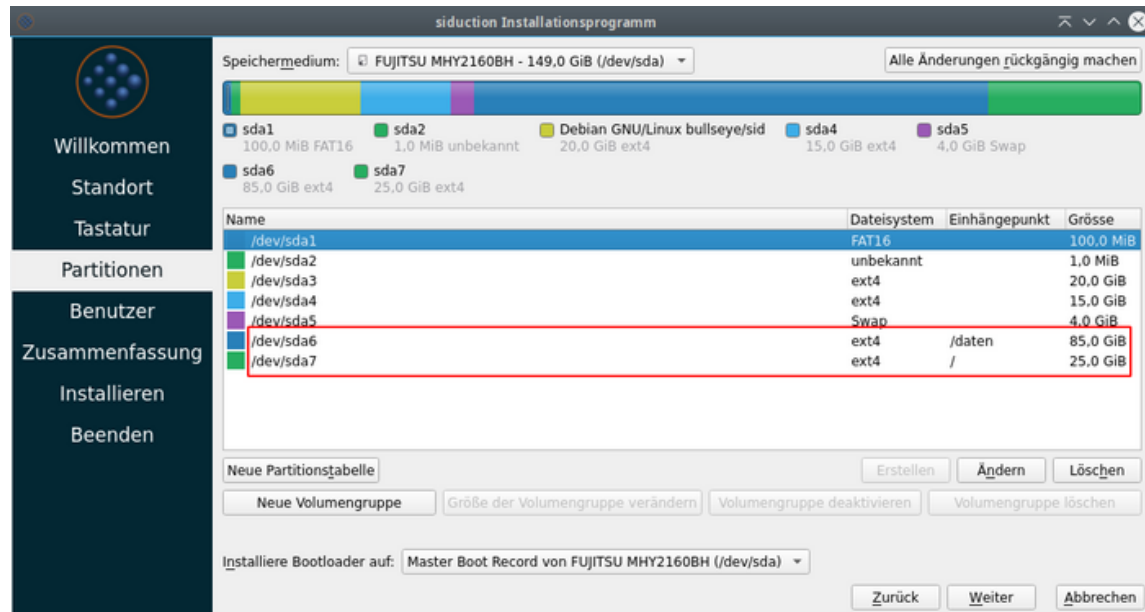 siduction Installationsprogramm
Speichermedium: FUJITSU MHY2160BH - 149,0 GiB (/dev/sda) Alle Änderungen rückgängig machen
sda1 sda2 Debian GNU/Linux bullseye/sid sda4 sda5
100,0 MiB FAT16 1,0 MiB unbekannt 20,0 GiB ext4 15,0 GiB ext4 4,0 GiB Swap
sda6 sda7
85,0 GiB ext4 25,0 GiB ext4
Willkommen
Standort
Tastatur
Partitionen
Benutzer
Zusammenfassung
Installieren
Beenden
Name Dateisystem Einhängepunkt Grösse
/dev/sda1 FAT16 100,0 MiB
/dev/sda2 unbekannt 1,0 MiB
/dev/sda3 ext4 20,0 GiB
/dev/sda4 ext4 15,0 GiB
/dev/sda5 Swap 4,0 GiB
/dev/sda6 ext4 /daten 85,0 GiB
/dev/sda7 ext4 / 25,0 GiB
Neue Partitionstabelle Erstellen Ändern Löschen
Neue Volumengruppe Größe der Volumengruppe verändern Volumengruppe deaktivieren Volumengruppe löschen
Installiere Bootloader auf: Master Boot Record von FUJITSU MHY2160BH (/dev/sda)
Zurück Weiter Abbrechen